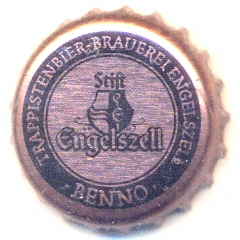 TRAPPISTENBIER-BRAUEREI ENGELSZELL
Stift
Engelszell
BENNO